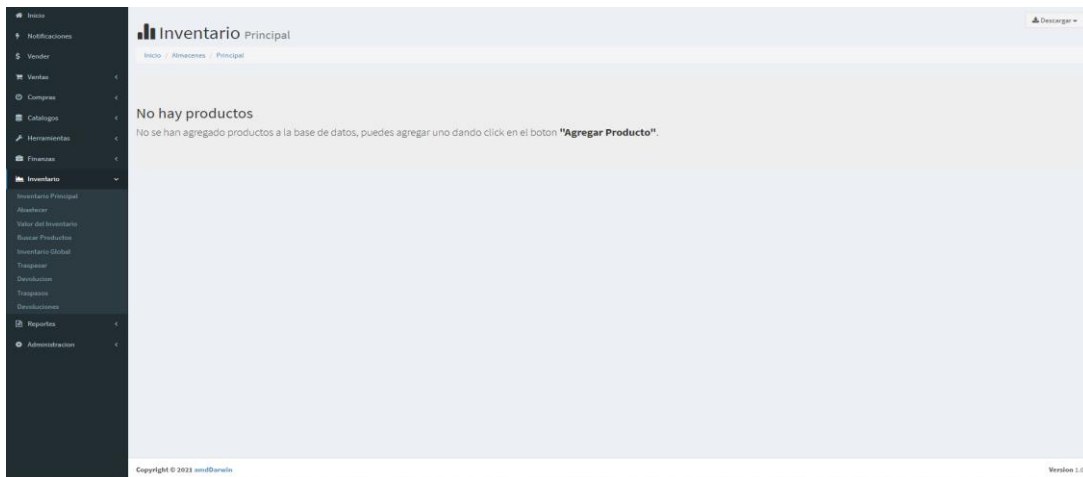 Inicio
Notificaciones
Vender
Ventas
Compras
Catalogos
Herramientas
Finanzas
Inventario
Inventario Principal
Abastecer
Valor del Inventario
Buscar Productos
Inventario Global
Traspasar
Devolucion
Traspasos
Devoluciones
Reportes
Administracion
Descargar
Inventario Principal
Inicio / Almacenes / Principal
No hay productos
No se han agregado productos a la base de datos, puedes agregar uno dando click en el boton "Agregar Producto".
Copyright © 2021
Version 1.0